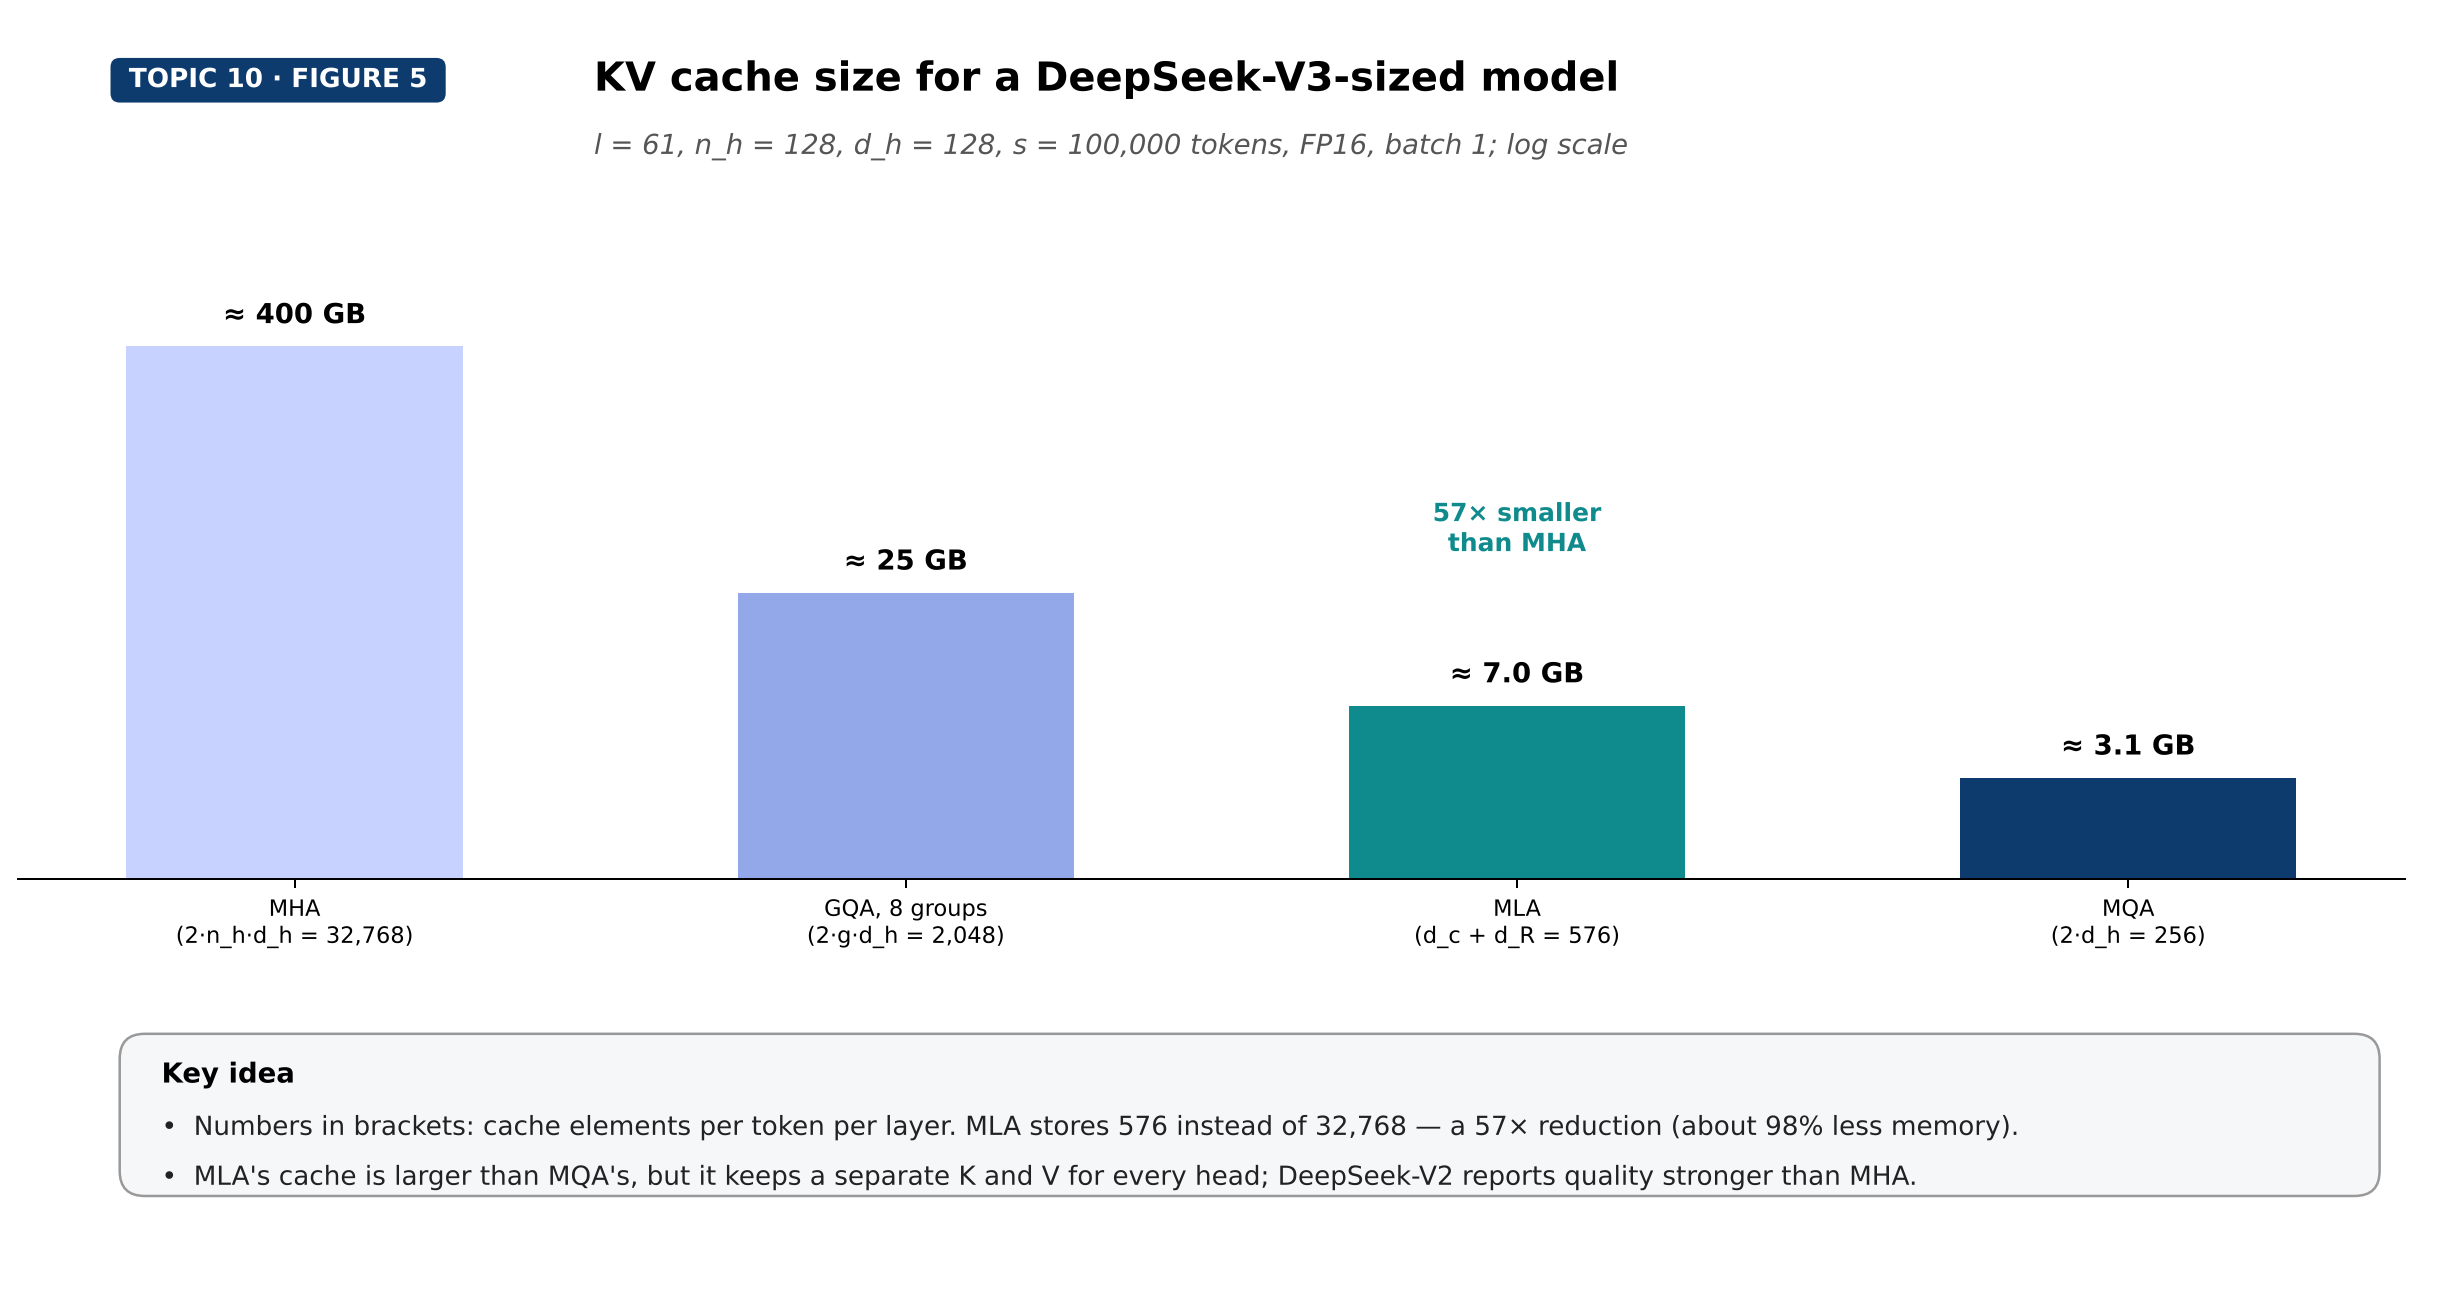 TOPIC 10 · FIGURE 5
KV cache size for a DeepSeek-V3-sized model
l = 61, n_h = 128, d_h = 128, s = 100,000 tokens, FP16, batch 1; log scale
≈ 400 GB
≈ 25 GB
57× smaller
than MHA
≈ 7.0 GB
≈ 3.1 GB
MHA
(2·n_h·d_h = 32,768)
GQA, 8 groups
(2·g·d_h = 2,048)
MLA
(d_c + d_R = 576)
MQA
(2·d_h = 256)
Key idea
• Numbers in brackets: cache elements per token per layer. MLA stores 576 instead of 32,768 — a 57× reduction (about 98% less memory).
• MLA's cache is larger than MQA's, but it keeps a separate K and V for every head; DeepSeek-V2 reports quality stronger than MHA.